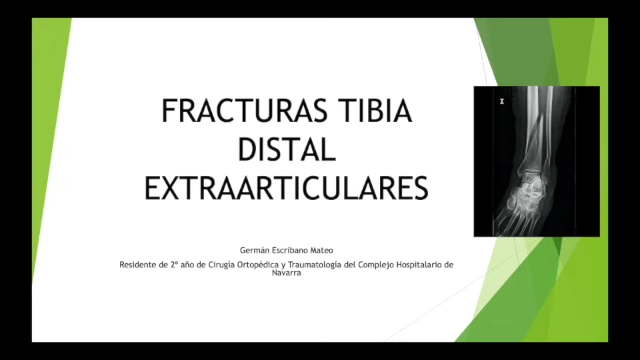 FRACTURAS TIBIA
DISTAL
EXTRAARTICULARES
Germán Escribano Mateo
Residente de 2º año de Cirugía Ortopédica y Traumatología del Complejo Hospitalario de
Navarra